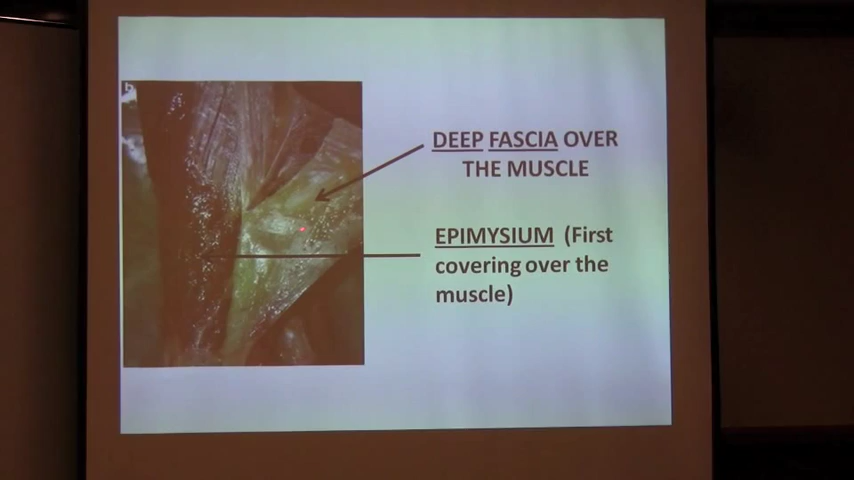 DEEP FASCIA OVER
THE MUSCLE
EPIMYSIUM (First
covering over the
muscle)